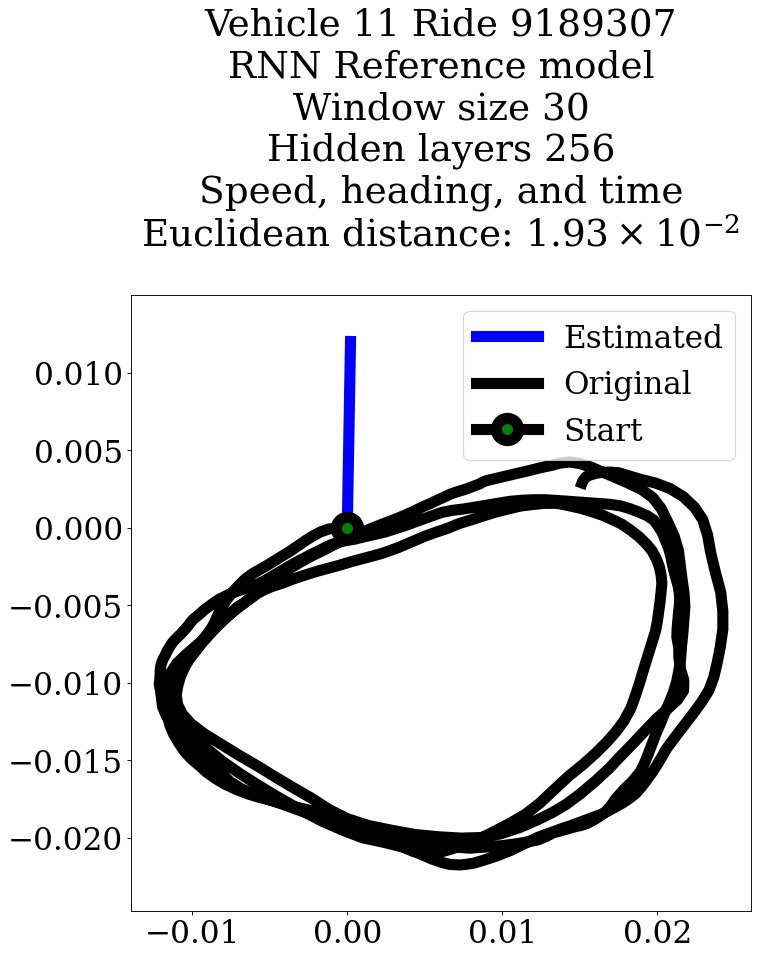 Vehicle 11 Ride 9189307
RNN Reference model
Window size 30
Hidden layers 256
Speed, heading, and time
Euclidean distance: 1.93 × 10⁻²
Estimated
Original
Start
0.010
0.005
0.000
−0.005
−0.010
−0.015
−0.020
−0.01 0.00 0.01 0.02